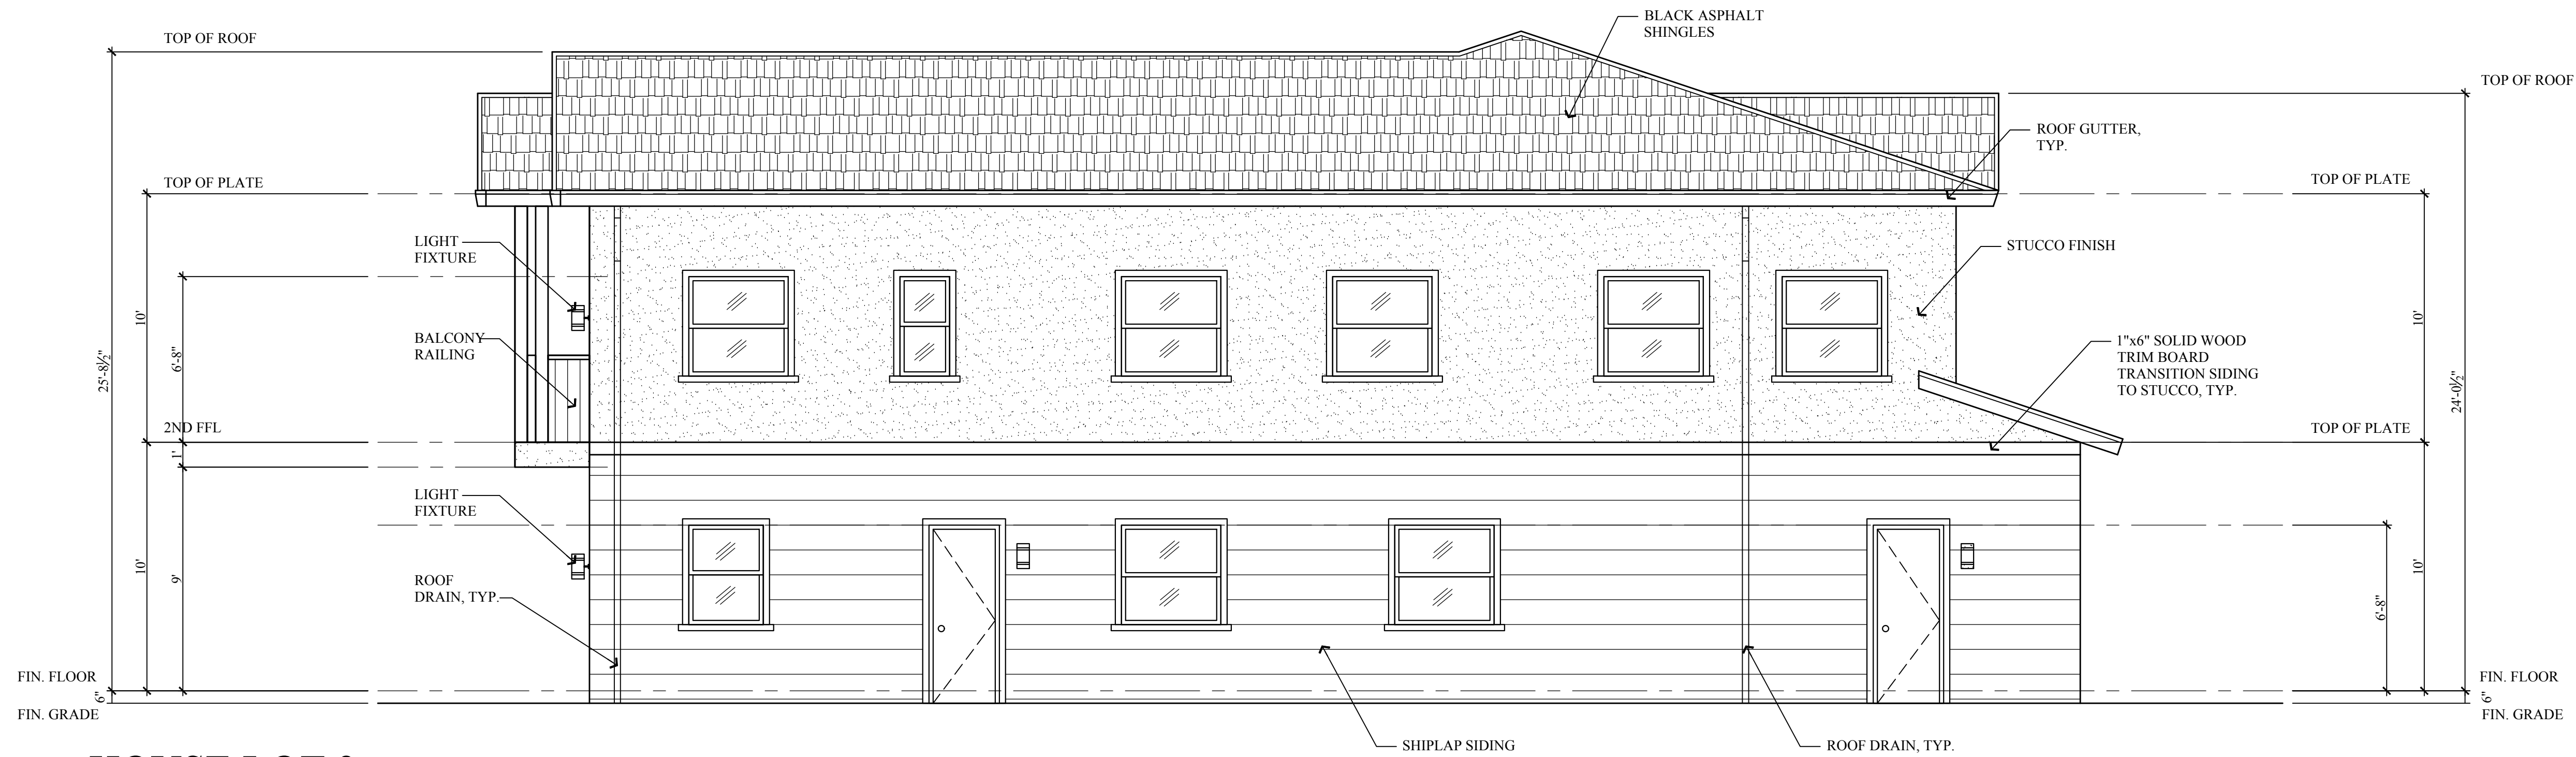 BLACK ASPHALT
SHINGLES
TOP OF ROOF
TOP OF ROOF
ROOF GUTTER,
TYP.
TOP OF PLATE
TOP OF PLATE
LIGHT
FIXTURE
STUCCO FINISH
10'
10'
6'-8"
25'-8½"
BALCONY
RAILING
1"x6" SOLID WOOD
TRIM BOARD
TRANSITION SIDING
TO STUCCO, TYP.
24'-0½"
2ND FFL
TOP OF PLATE
1'
LIGHT
FIXTURE
10'
9'
10'
6'-8"
ROOF
DRAIN, TYP.
FIN. FLOOR
FIN. FLOOR
6"
6"
FIN. GRADE
FIN. GRADE
SHIPLAP SIDING
ROOF DRAIN, TYP.